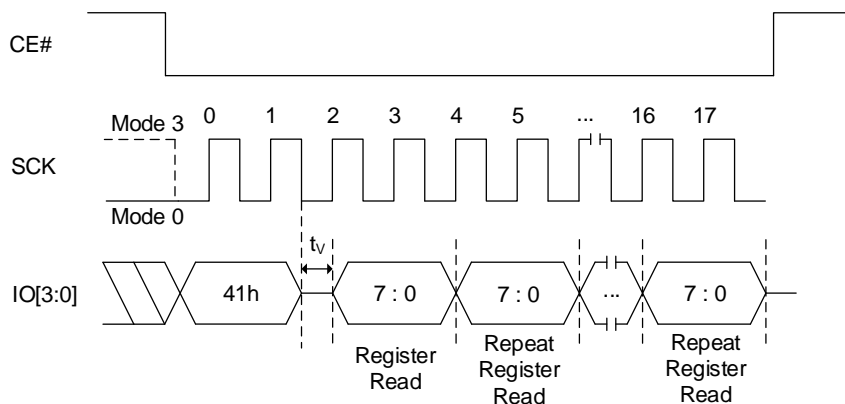 CE#
0 1 2 3 4 5 ... 16 17
Mode 3
SCK
Mode 0
tV
IO[3:0]
41h
7 : 0
7 : 0
...
7 : 0
Register
Read
Repeat
Register
Read
Repeat
Register
Read